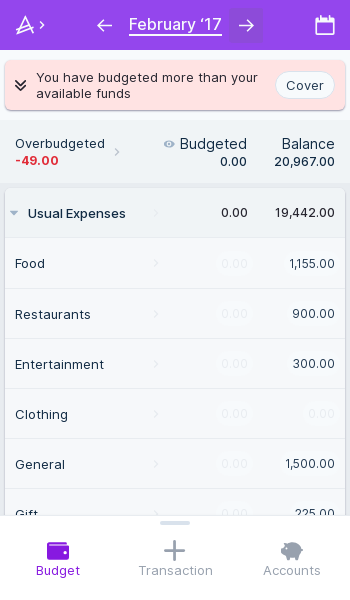 February ‘17
You have budgeted more than your
available funds
Cover
Overbudgeted Budgeted Balance
-49.00 0.00 20,967.00
Usual Expenses 0.00 19,442.00
Food 0.00 1,155.00
Restaurants 0.00 900.00
Entertainment 0.00 300.00
Clothing 0.00 0.00
General 0.00 1,500.00
Gift 0.00 225.00
Budget Transaction Accounts